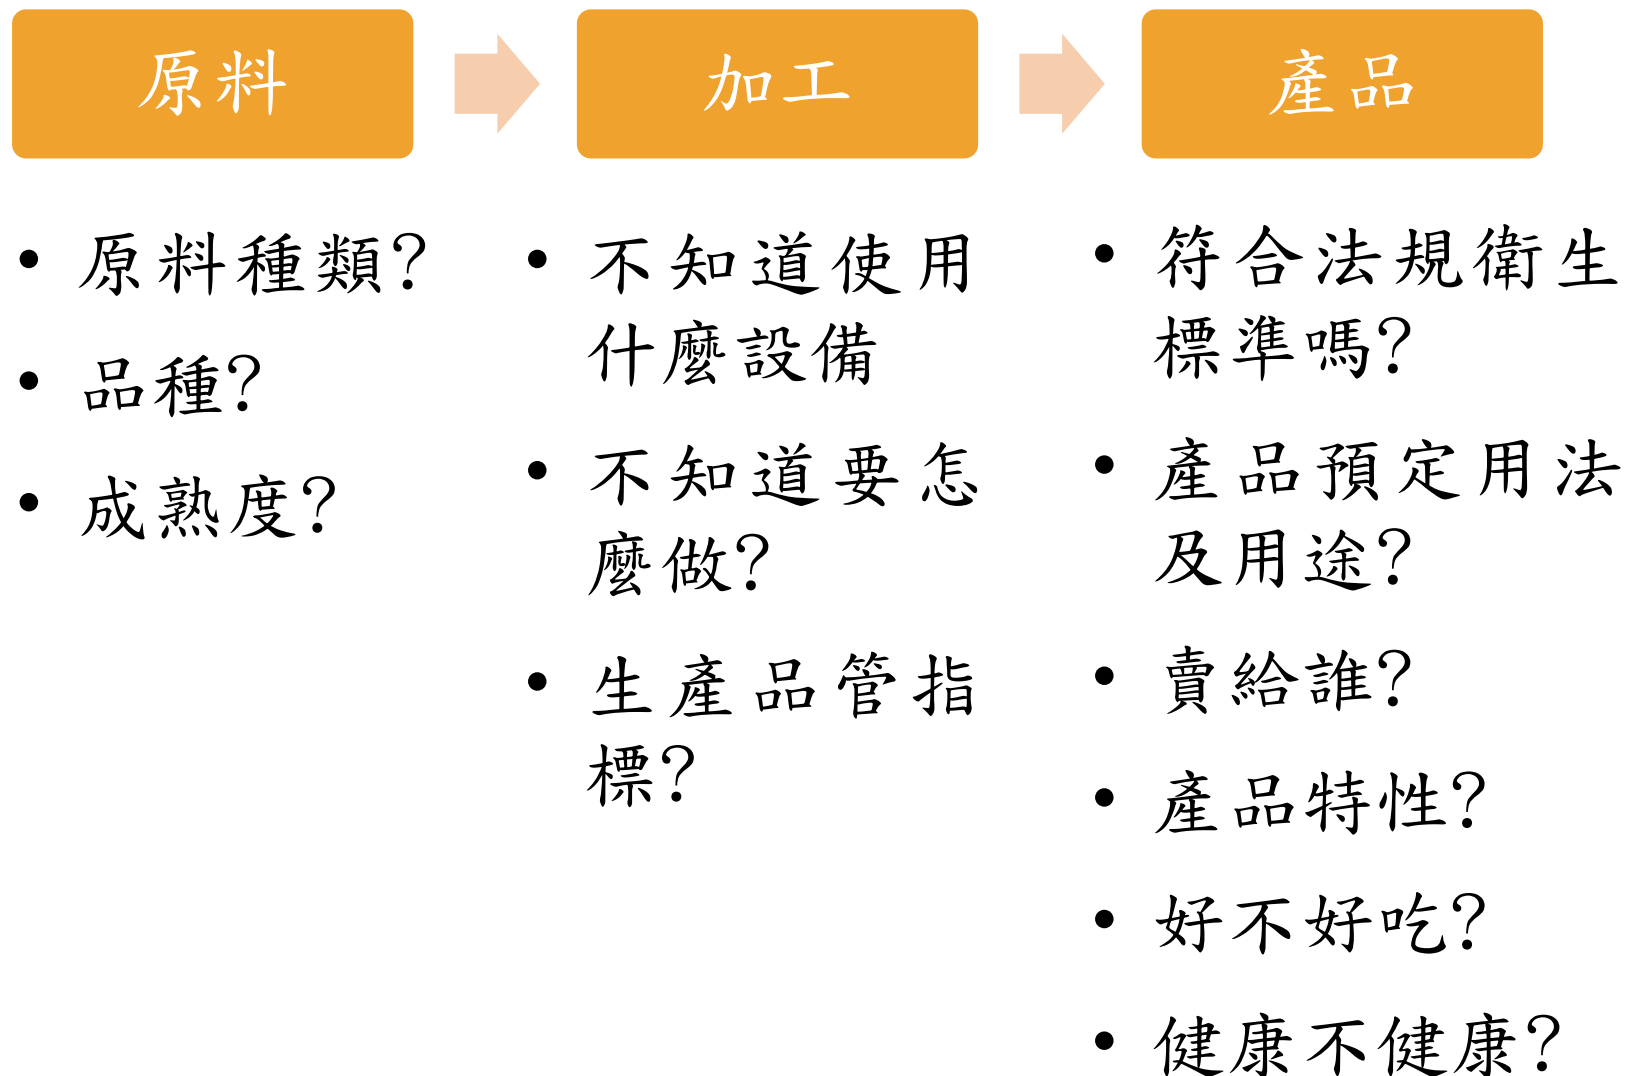 原料
• 原料種類?
• 品種?
• 成熟度?
加工
• 不知道使用
什麼設備
• 不知道要怎
麼做?
• 生產品管指
標?
產品
• 符合法規衛生
標準嗎?
• 產品預定用法
及用途?
• 賣給誰?
• 產品特性?
• 好不好吃?
• 健康不健康?